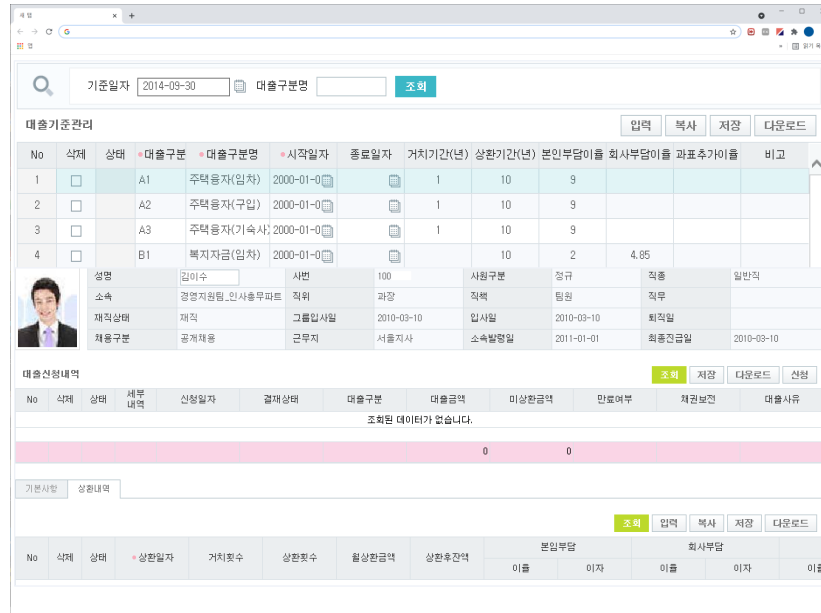 새 탭
앱
읽기 목
기준일자 2014-09-30 대출구분명 조회
대출기준관리 입력 복사 저장 다운로드
No 삭제 상태 •대출구분 •대출구분명 •시작일자 종료일자 거치기간(년) 상환기간(년) 본인부담이율 회사부담이율 과표추가이율 비고
1 A1 주택융자(임차) 2000-01-0 1 10 9
2 A2 주택융자(구입) 2000-01-0 1 10 9
3 A3 주택융자(기숙사) 2000-01-0 1 10 9
4 B1 복지자금(임차) 2000-01-0 10 2 4.85
성명 김이수 사번 100 사원구분 정규 직종 일반직
소속 경영지원팀_인사총무파트 직위 과장 직책 팀원 직무
재직상태 재직 그룹입사일 2010-03-10 입사일 2010-03-10 퇴직일
채용구분 공개채용 근무지 서울지사 소속발령일 2011-01-01 최종진급일 2010-03-10
대출신청내역 조회 저장 다운로드 신청
No 삭제 상태 세부내역 신청일자 결재상태 대출구분 대출금액 미상환금액 만료여부 채권보전 대출사유
조회된 데이터가 없습니다.
0 0
기본사항 상환내역
조회 입력 복사 저장 다운로드
No 삭제 상태 •상환일자 거치횟수 상환횟수 월상환금액 상환후잔액 본인부담 회사부담
이율 이자 이율 이자 이율